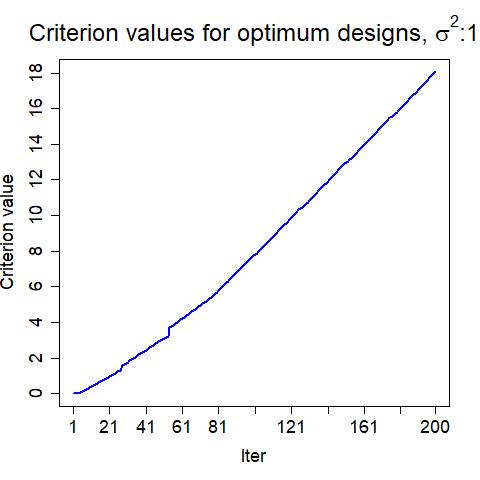 Criterion values for optimum designs, σ²:1
Criterion value
18
16
14
12
10
8
6
4
2
0
1 21 41 61 81 121 161 200
Iter